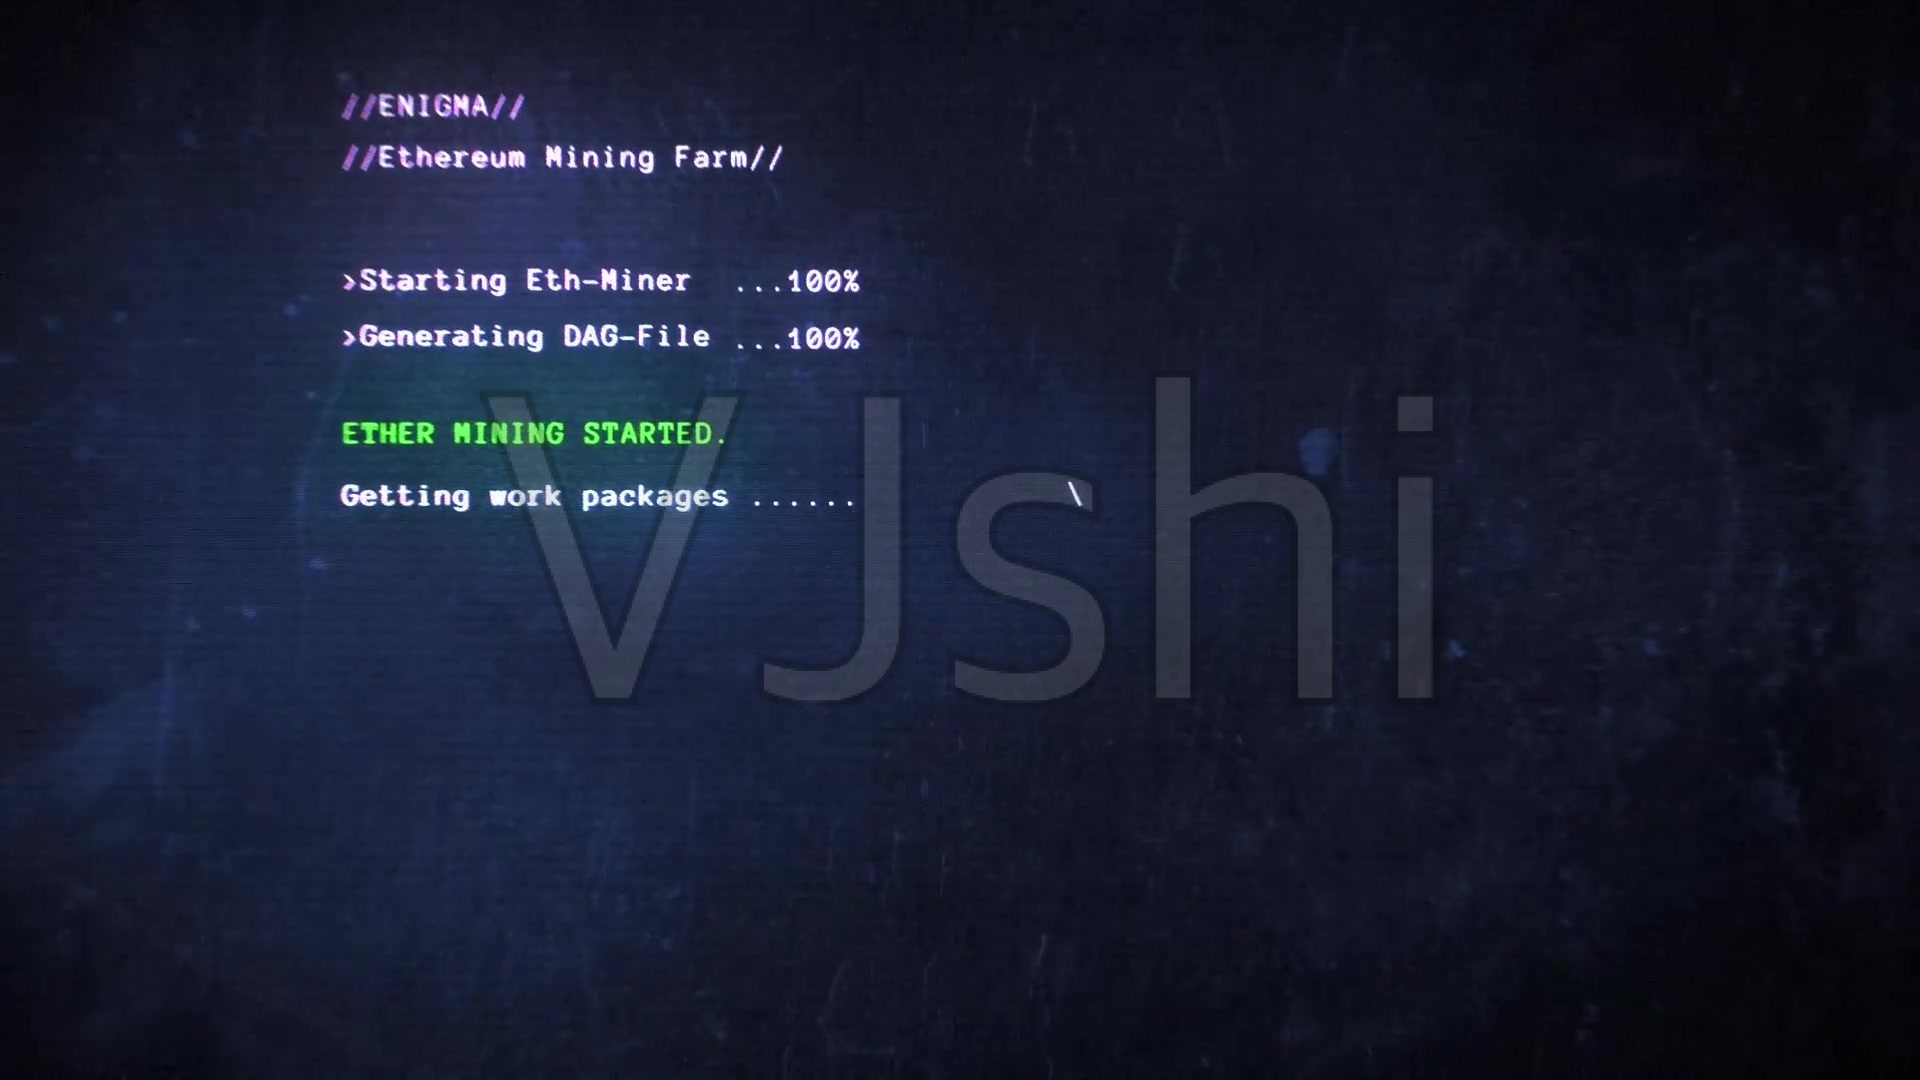 //ENIGMA//
//Ethereum Mining Farm//
>Starting Eth-Miner ...100%
>Generating DAG-File ...100%
ETHER MINING STARTED.
Getting work packages ...... \
VJshi